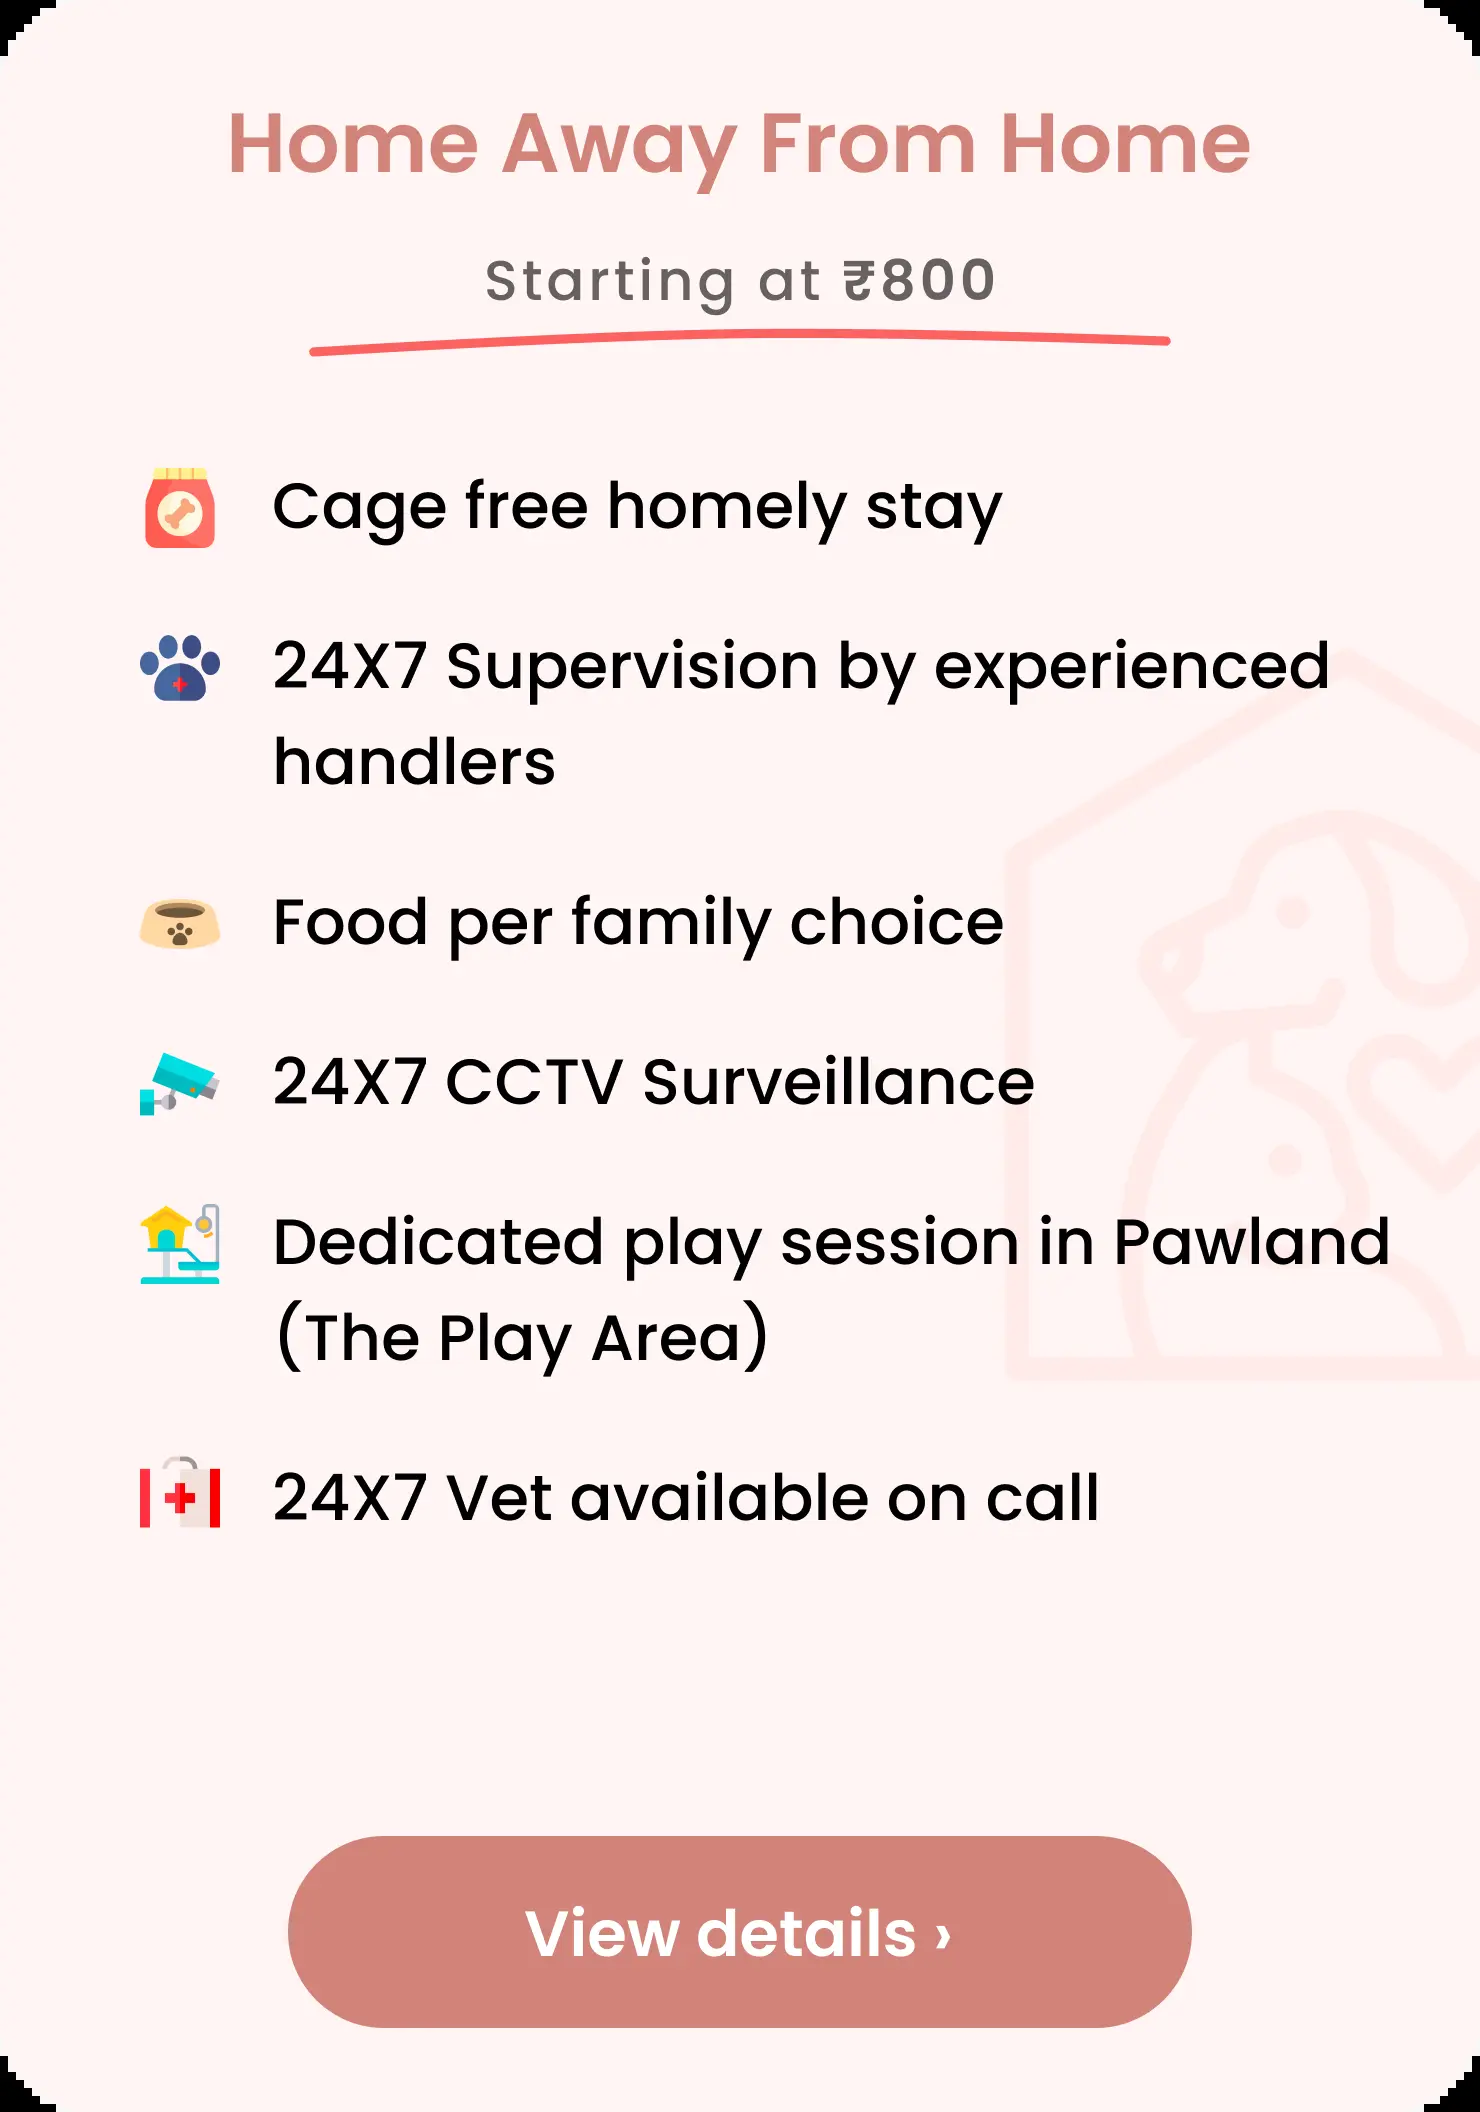 Home Away From Home
Starting at ₹800
Cage free homely stay
24X7 Supervision by experienced
handlers
Food per family choice
24X7 CCTV Surveillance
Dedicated play session in Pawland
(The Play Area)
24X7 Vet available on call
View details ›